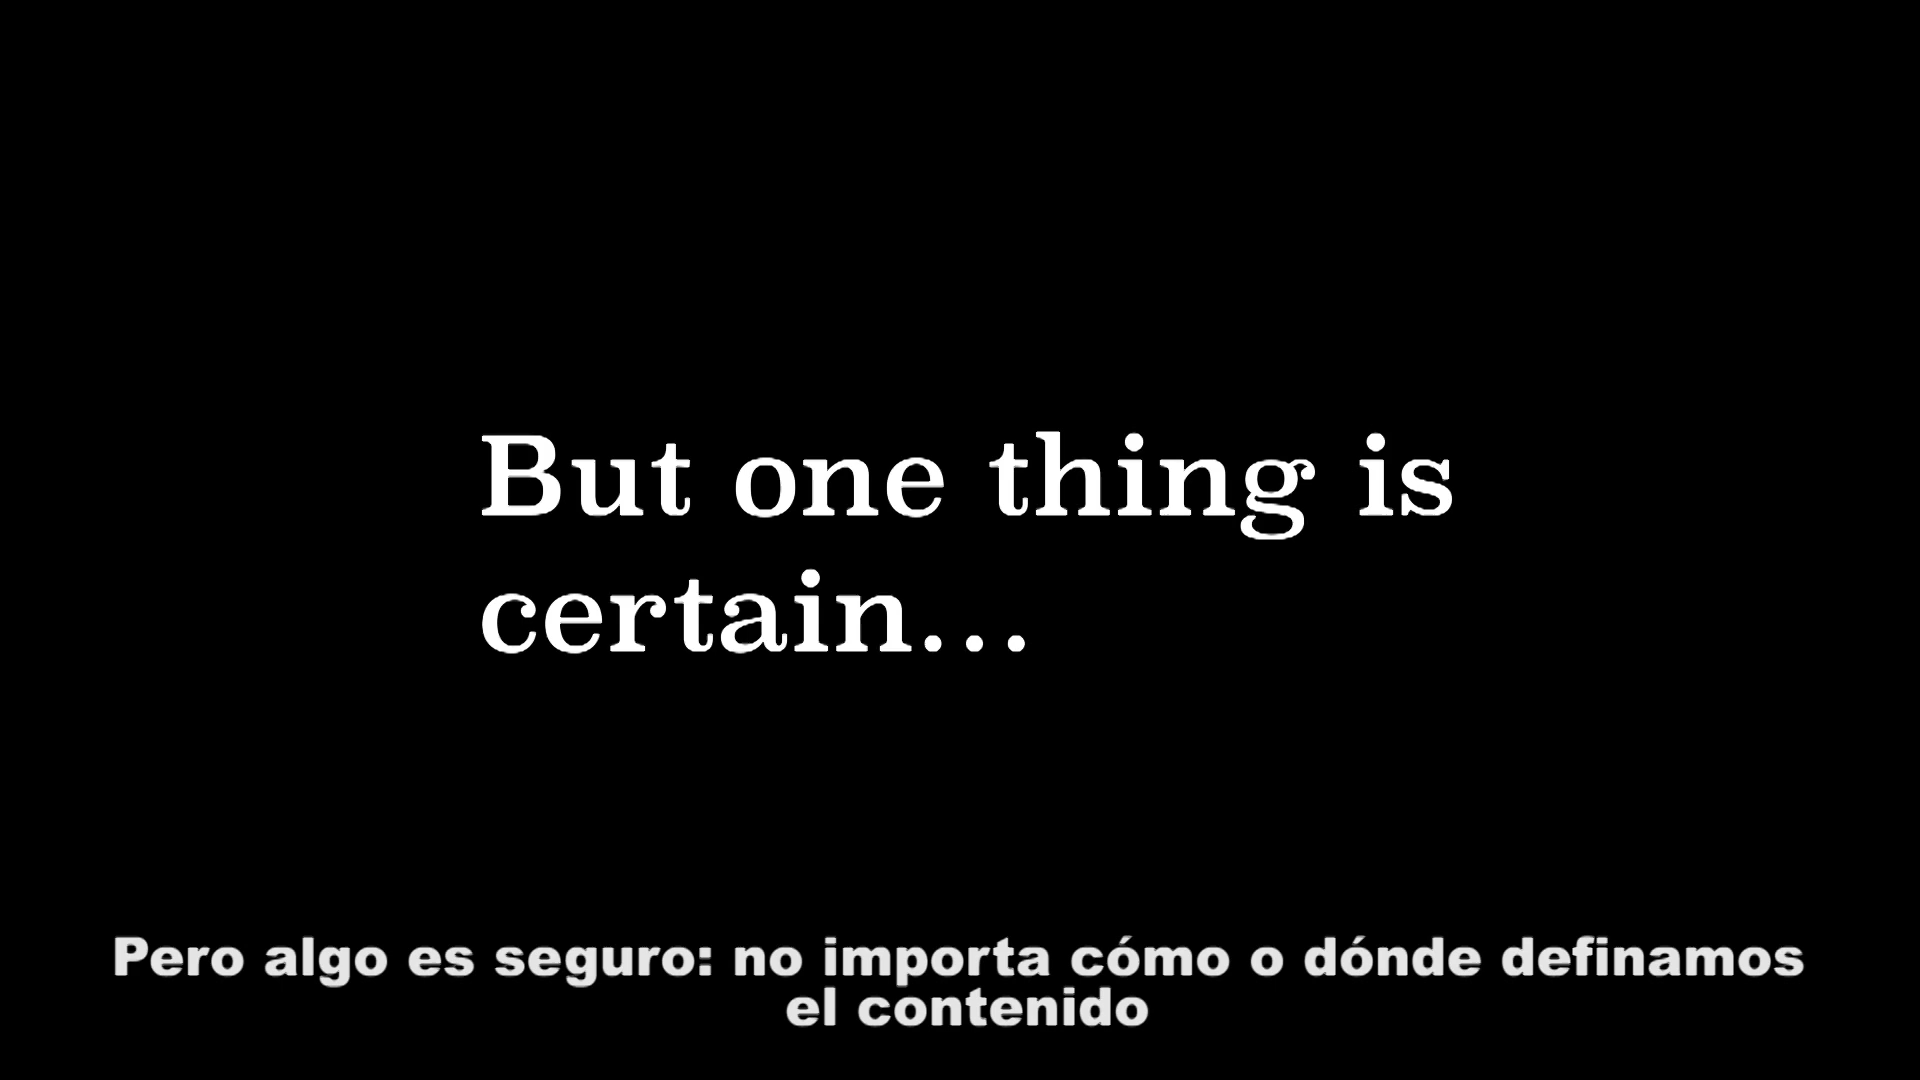 But one thing is
certain...
Pero algo es seguro: no importa cómo o dónde definamos
el contenido